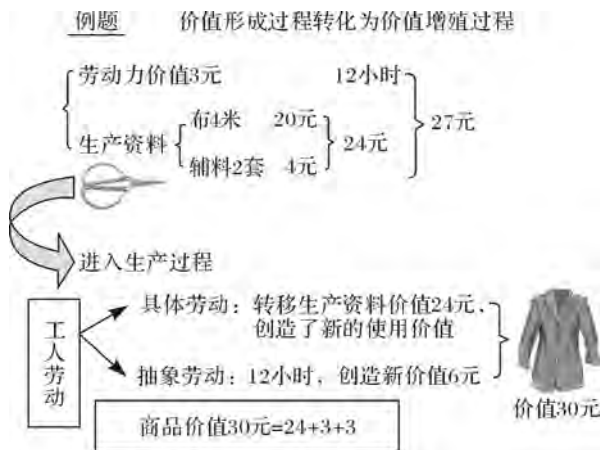 例题 价值形成过程转化为价值增殖过程
劳动力价值3元 12小时
布4米 20元
生产资料 24元 27元
辅料2套 4元
进入生产过程
工人劳动
具体劳动：转移生产资料价值24元、
创造了新的使用价值
抽象劳动：12小时，创造新价值6元
价值30元
商品价值30元=24+3+3